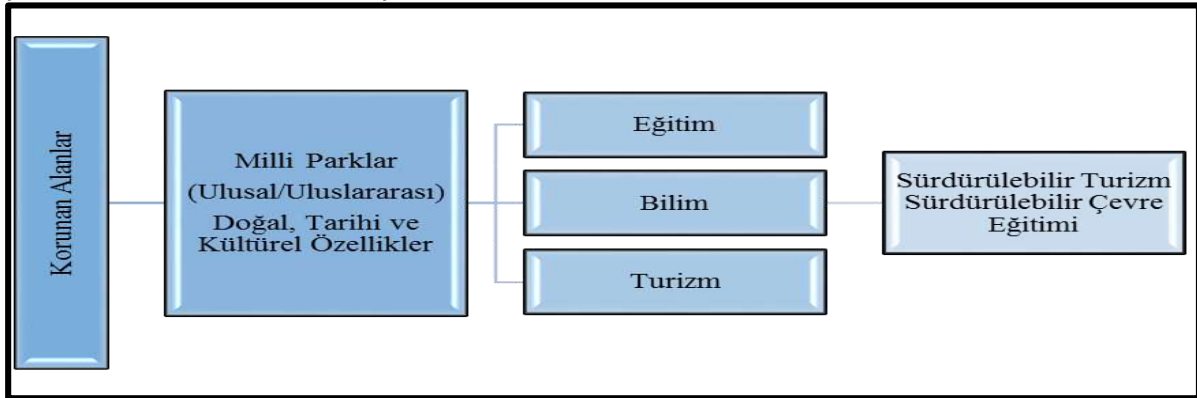 Korunan Alanlar
Milli Parklar
(Ulusal/Uluslararası)
Doğal, Tarihi ve
Kültürel Özellikler
Eğitim
Bilim
Turizm
Sürdürülebilir Turizm
Sürdürülebilir Çevre
Eğitimi